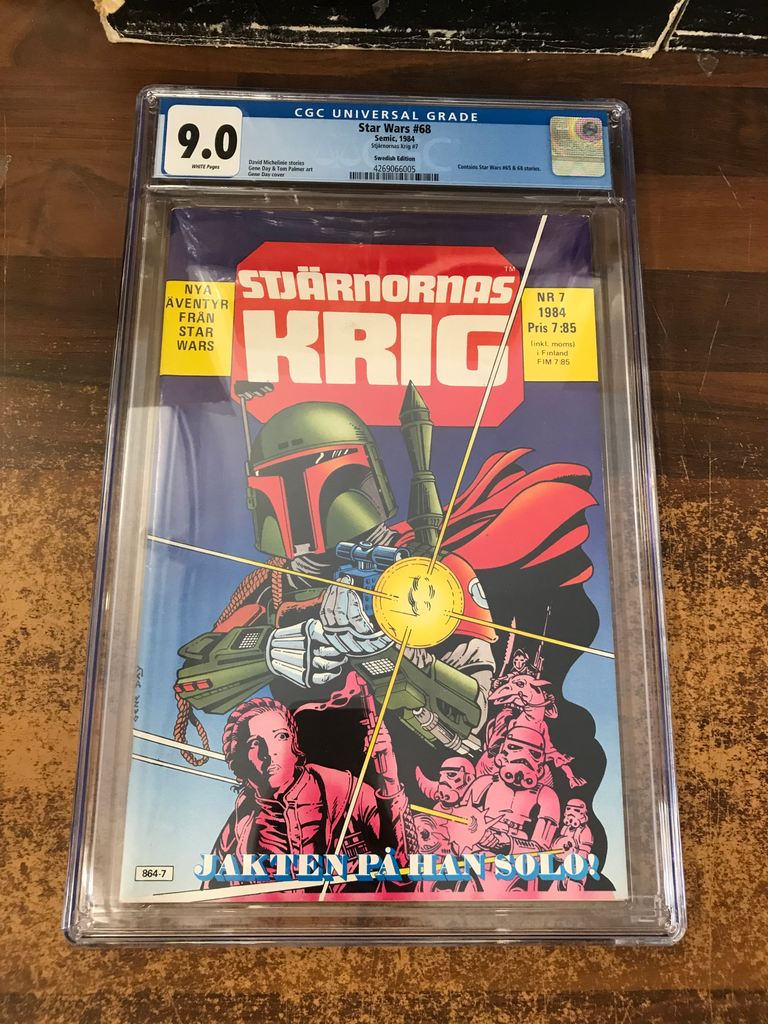 CGC UNIVERSAL GRADE
9.0
WHITE Pages
Star Wars #68
Semic, 1984
Stjärnornas Krig #7
Swedish Edition
David Michelinie stories
Gene Day & Tom Palmer art
Gene Day cover
4269066005
Contains Star Wars #65 & 68 stories.
NYA
ÄVENTYR
FRÅN
STAR
WARS
STJÄRNORNAS
TM
KRIG
NR 7
1984
Pris 7:85
(inkl. moms)
i Finland
FIM 7:85
GENE DAY
JAKTEN PÅ HAN SOLO!
864-7